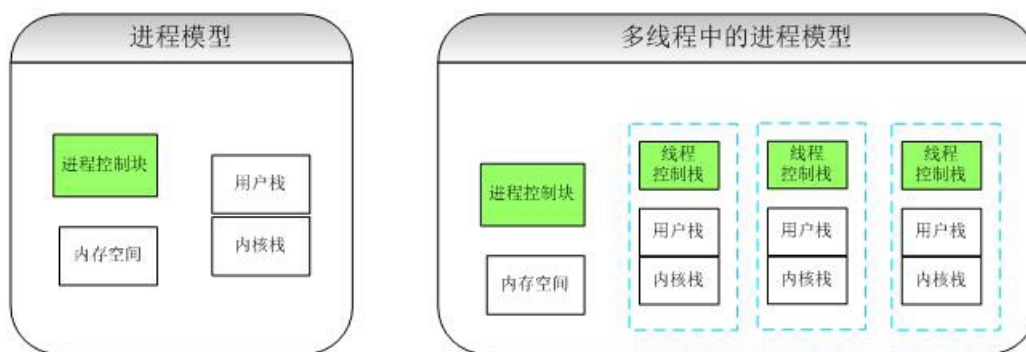 进程模型
进程控制块
用户栈
内存空间
内核栈
多线程中的进程模型
进程控制块
内存空间
线程
控制栈
用户栈
内核栈
线程
控制栈
用户栈
内核栈
线程
控制栈
用户栈
内核栈